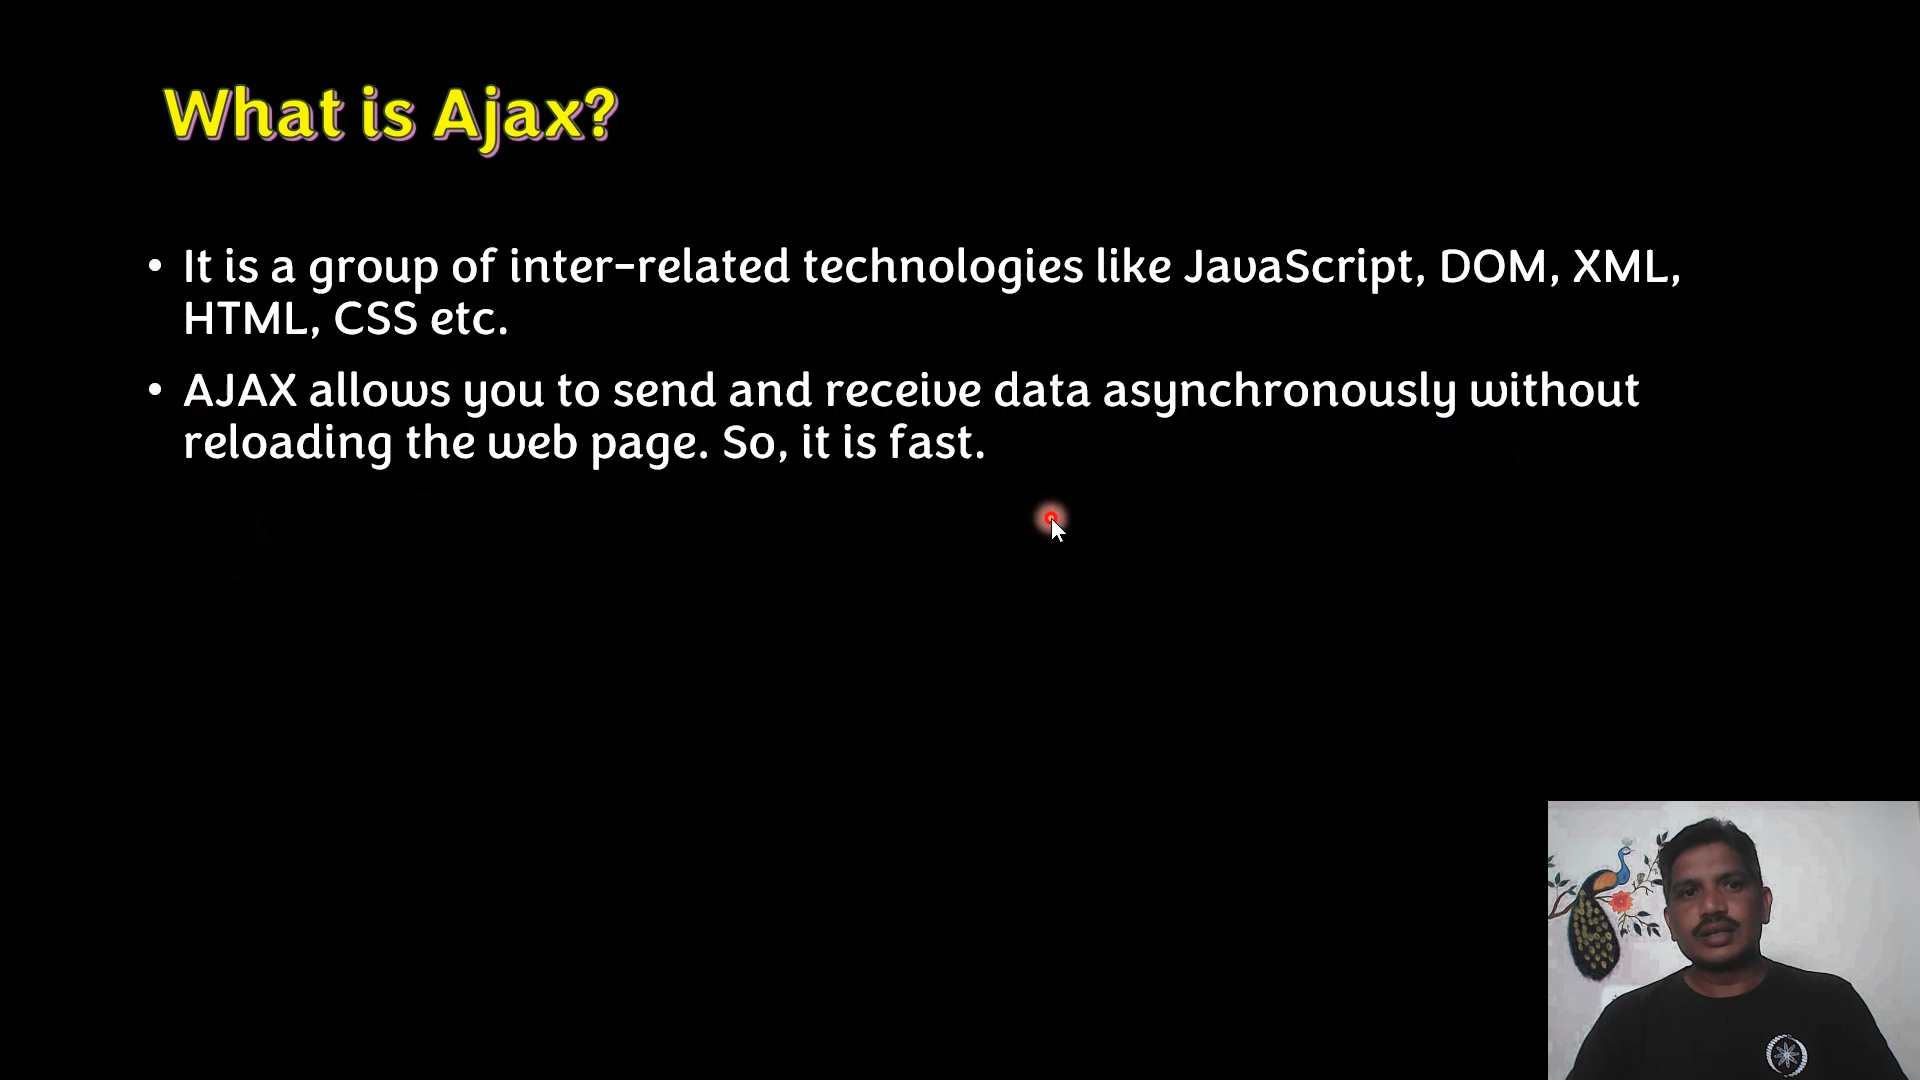 What is Ajax?
• It is a group of inter-related technologies like JavaScript, DOM, XML,
HTML, CSS etc.
• AJAX allows you to send and receive data asynchronously without
reloading the web page. So, it is fast.